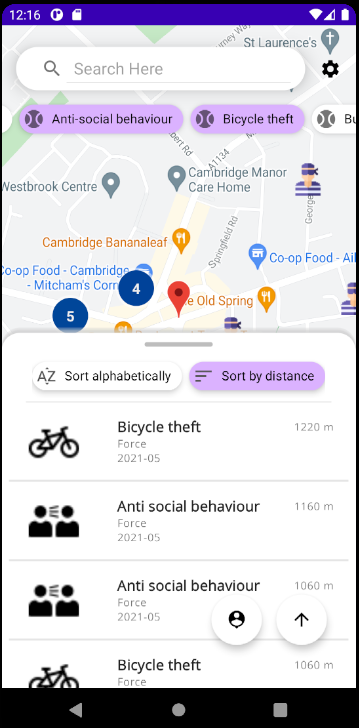 12:16
St Laurence's
Search Here
Anti-social behaviour
Bicycle theft
Bu
A1134
Westbrook Centre
Cambridge Manor
Care Home
George
Springfield Rd
Cambridge Bananaleaf
Co-op Food - Cambridge
- Mitcham's Corn
Co-op Food -
4
e Old Spring
5
Sort alphabetically
Sort by distance
Bicycle theft
1220 m
Force
2021-05
Anti social behaviour
1160 m
Force
2021-05
Anti social behaviour
1060 m
Force
2021-05
Bicycle theft
1060 m
Force